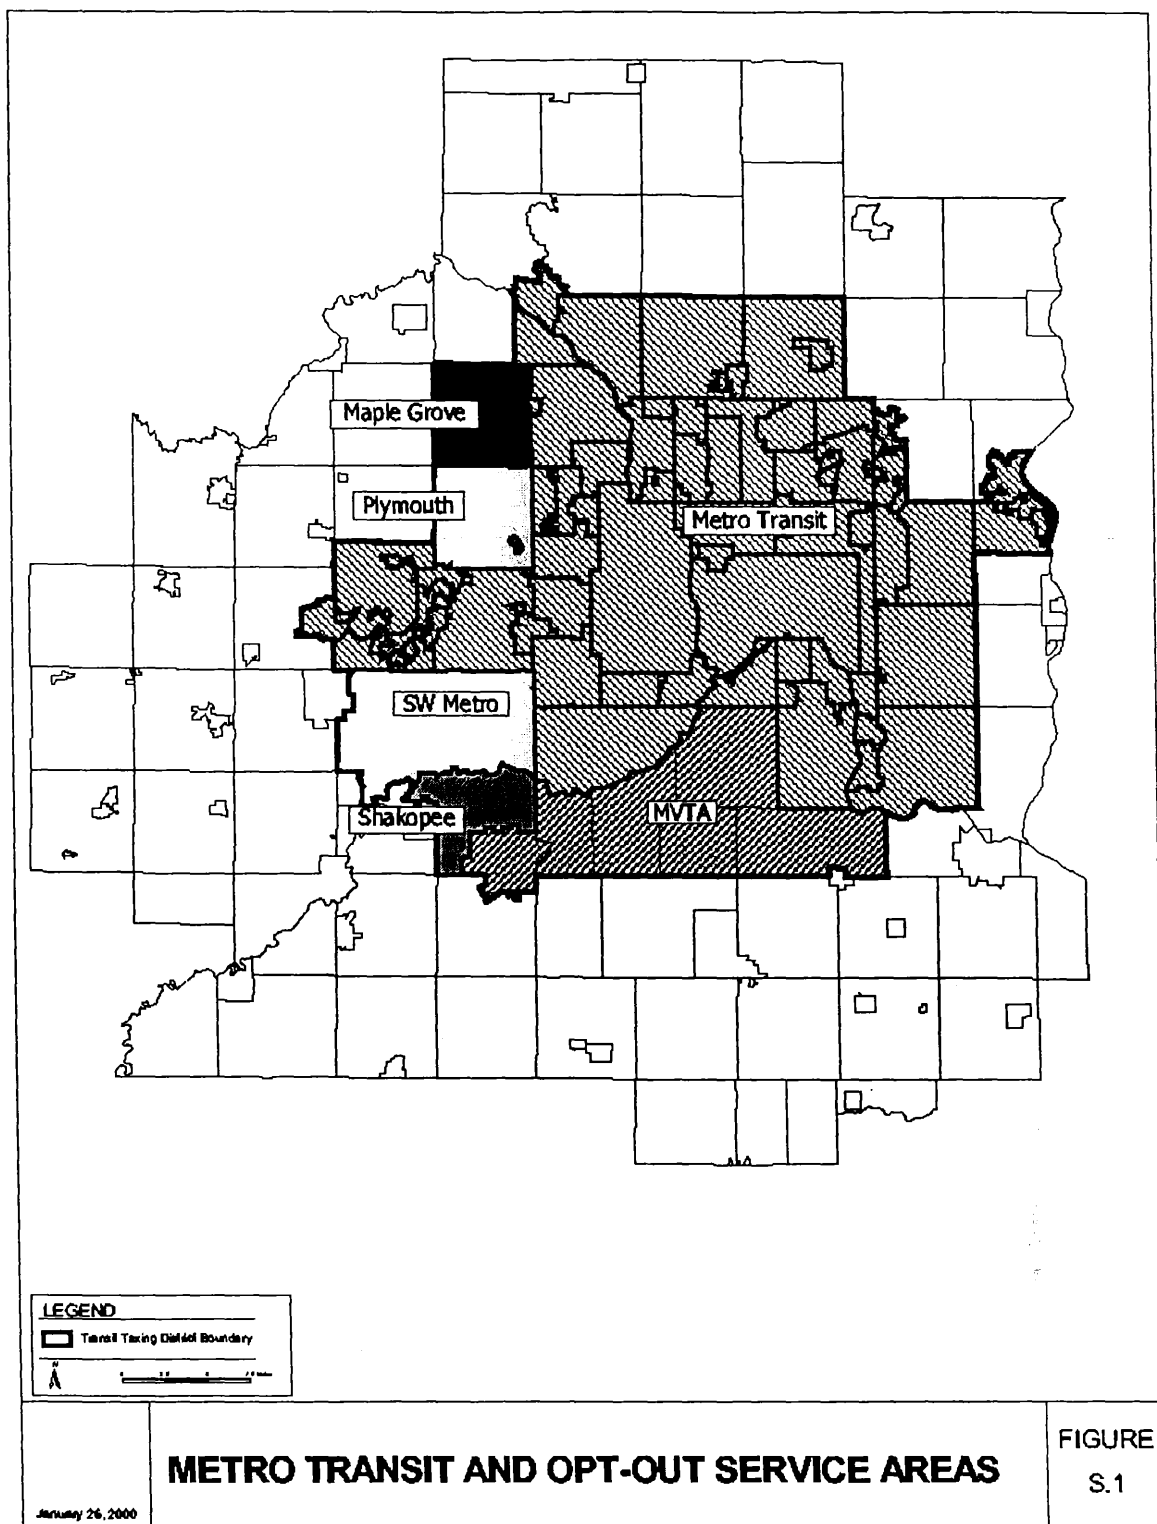 Maple Grove
Plymouth
Metro Transit
SW Metro
Shakopee
MVTA
LEGEND
Transit Taxing District Boundary
N
METRO TRANSIT AND OPT-OUT SERVICE AREAS
FIGURE
S.1
January 26, 2000